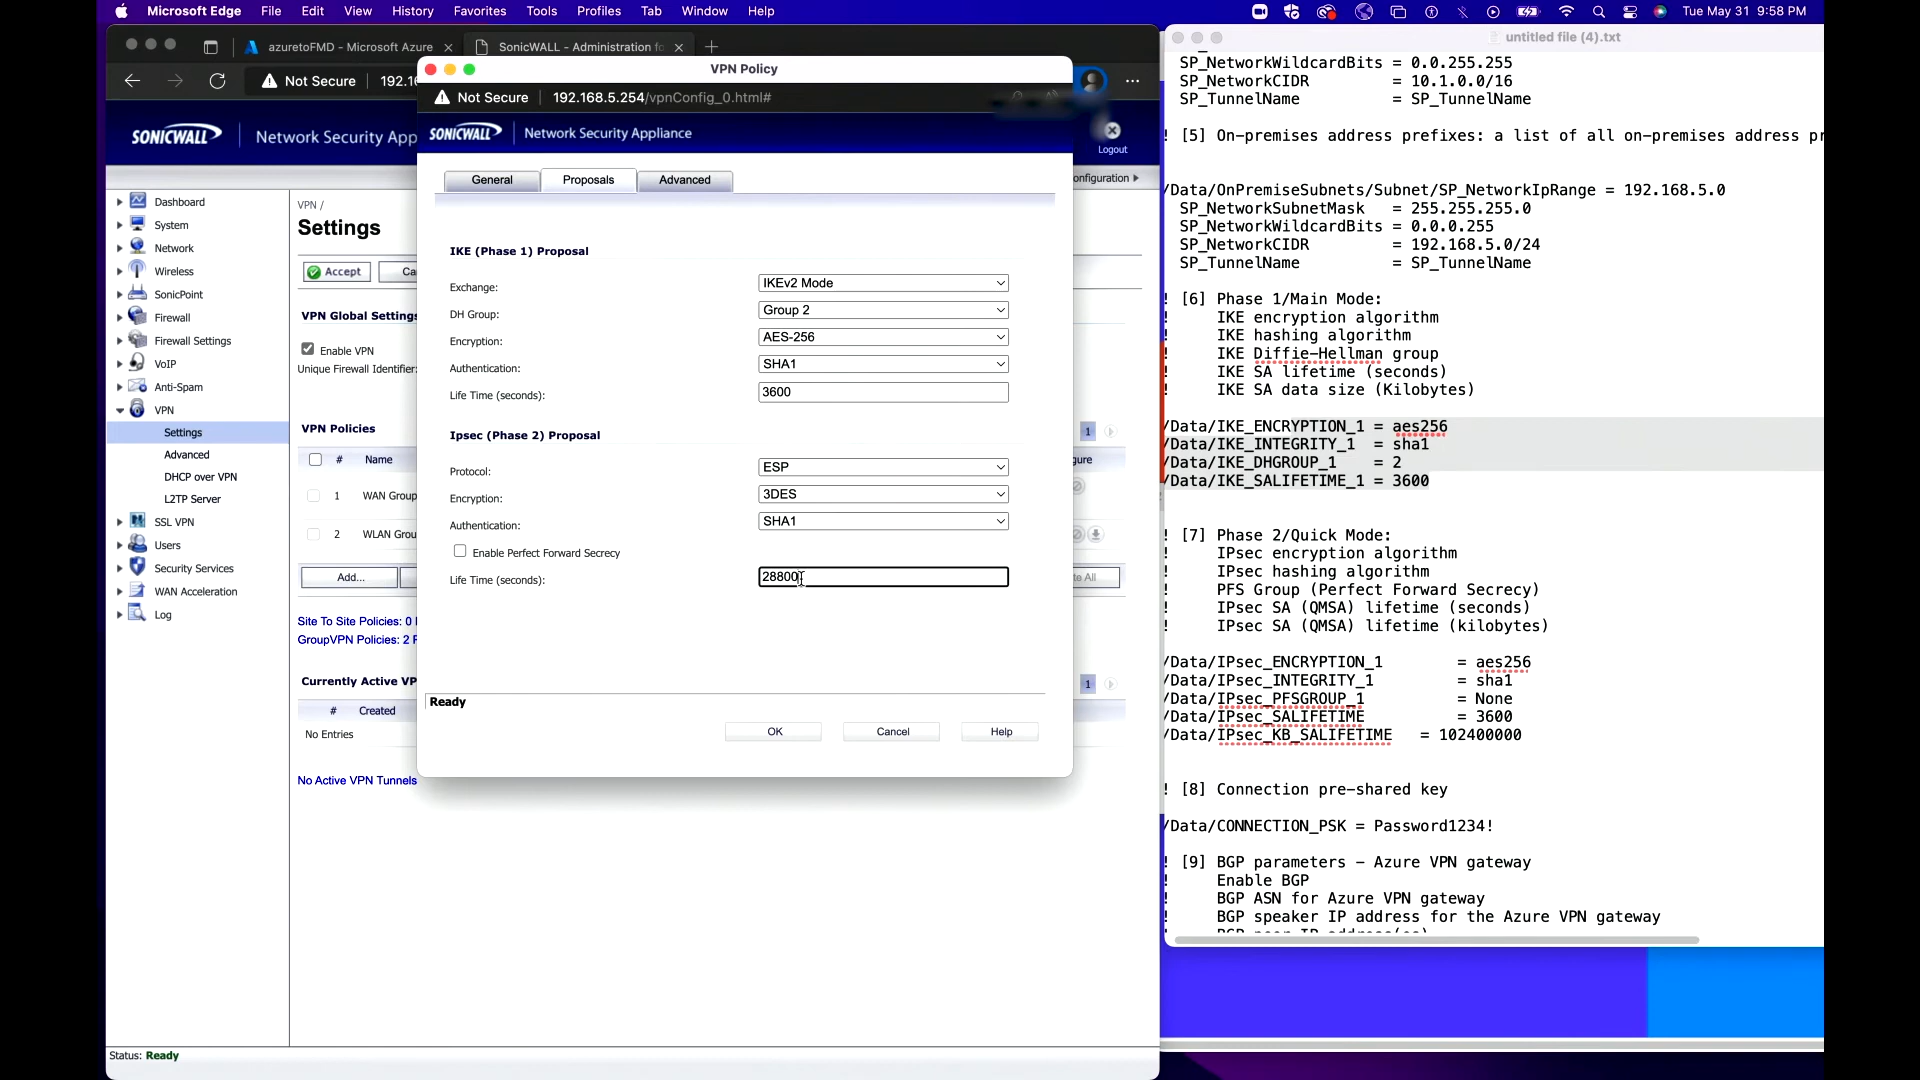 Microsoft Edge File Edit View History Favorites Tools Profiles Tab Window Help
Tue May 31 9:58 PM
azuretoFMD - Microsoft Azure
SonicWALL - Administration fo
Not Secure 192.16
SONICWALL Network Security App
Logout
onfiguration
Dashboard
System
Network
Wireless
SonicPoint
Firewall
Firewall Settings
VoIP
Anti-Spam
VPN
Settings
Advanced
DHCP over VPN
L2TP Server
SSL VPN
Users
Security Services
WAN Acceleration
Log
VPN /
Settings
Accept
Ca
VPN Global Settings
Enable VPN
Unique Firewall Identifier:
VPN Policies
1
# Name
gure
1 WAN Group
2 WLAN Grou
Add...
te All
Site To Site Policies: 0
GroupVPN Policies: 2
Currently Active VP
1
# Created
No Entries
No Active VPN Tunnels
Status: Ready
VPN Policy
Not Secure 192.168.5.254/vpnConfig_0.html#
SONICWALL Network Security Appliance
General Proposals Advanced
IKE (Phase 1) Proposal
Exchange: IKEv2 Mode
DH Group: Group 2
Encryption: AES-256
Authentication: SHA1
Life Time (seconds): 3600
Ipsec (Phase 2) Proposal
Protocol: ESP
Encryption: 3DES
Authentication: SHA1
Enable Perfect Forward Secrecy
Life Time (seconds): 28800
Ready
OK Cancel Help
untitled file (4).txt
SP_NetworkWildcardBits = 0.0.255.255
SP_NetworkCIDR = 10.1.0.0/16
SP_TunnelName = SP_TunnelName
! [5] On-premises address prefixes: a list of all on-premises address pr
/Data/OnPremiseSubnets/Subnet/SP_NetworkIpRange = 192.168.5.0
SP_NetworkSubnetMask = 255.255.255.0
SP_NetworkWildcardBits = 0.0.0.255
SP_NetworkCIDR = 192.168.5.0/24
SP_TunnelName = SP_TunnelName
! [6] Phase 1/Main Mode:
! IKE encryption algorithm
! IKE hashing algorithm
! IKE Diffie-Hellman group
! IKE SA lifetime (seconds)
! IKE SA data size (Kilobytes)
/Data/IKE_ENCRYPTION_1 = aes256
/Data/IKE_INTEGRITY_1 = sha1
/Data/IKE_DHGROUP_1 = 2
/Data/IKE_SALIFETIME_1 = 3600
! [7] Phase 2/Quick Mode:
! IPsec encryption algorithm
! IPsec hashing algorithm
! PFS Group (Perfect Forward Secrecy)
! IPsec SA (QMSA) lifetime (seconds)
! IPsec SA (QMSA) lifetime (kilobytes)
/Data/IPsec_ENCRYPTION_1 = aes256
/Data/IPsec_INTEGRITY_1 = sha1
/Data/IPsec_PFSGROUP_1 = None
/Data/IPsec_SALIFETIME = 3600
/Data/IPsec_KB_SALIFETIME = 102400000
! [8] Connection pre-shared key
/Data/CONNECTION_PSK = Password1234!
! [9] BGP parameters - Azure VPN gateway
! Enable BGP
! BGP ASN for Azure VPN gateway
! BGP speaker IP address for the Azure VPN gateway